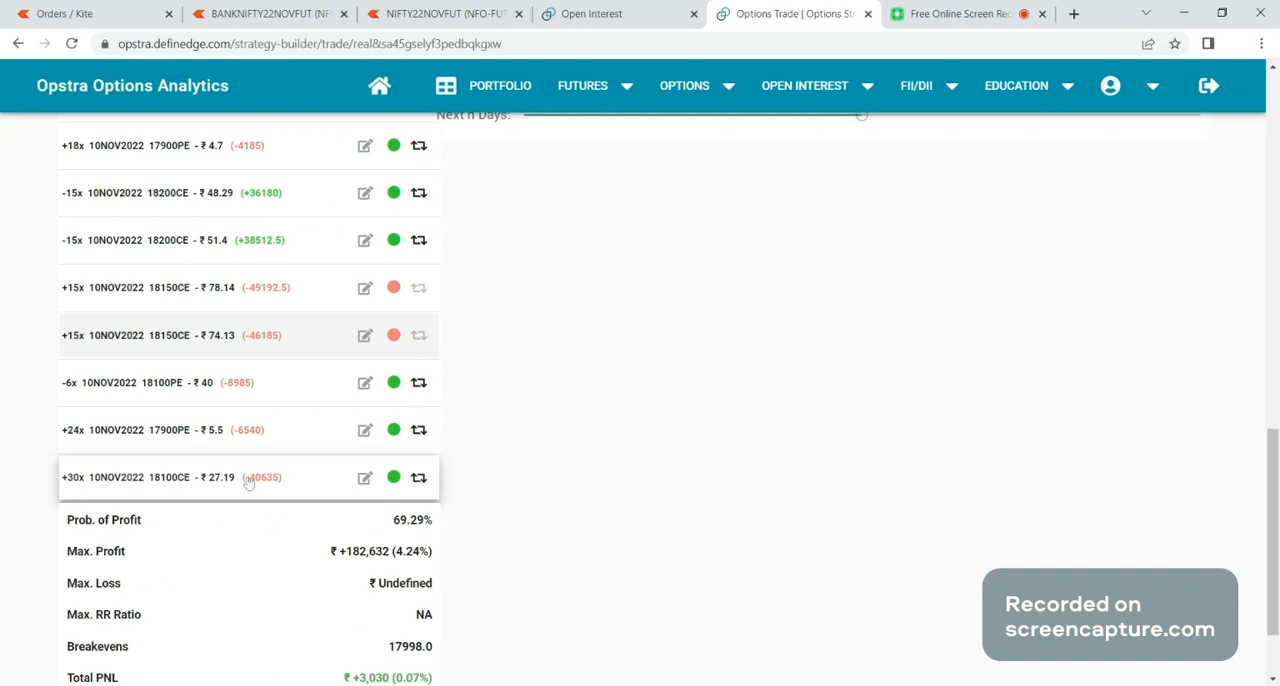 Orders / Kite
BANKNIFTY22NOVFUT (NF
NIFTY22NOVFUT (NFO-FUT
Open Interest
Options Trade | Options Str
Free Online Screen Rec
opstra.definedge.com/strategy-builder/trade/real&sa45gselyf3pedbqkgxw
Opstra Options Analytics
PORTFOLIO
FUTURES
OPTIONS
OPEN INTEREST
FII/DII
EDUCATION
Next n Days:
+18x 10NOV2022 17900PE - ₹ 4.7 (-4185)
-15x 10NOV2022 18200CE - ₹ 48.29 (+36180)
-15x 10NOV2022 18200CE - ₹ 51.4 (+38512.5)
+15x 10NOV2022 18150CE - ₹ 78.14 (-49192.5)
+15x 10NOV2022 18150CE - ₹ 74.13 (-46185)
-6x 10NOV2022 18100PE - ₹ 40 (-8985)
+24x 10NOV2022 17900PE - ₹ 5.5 (-6540)
+30x 10NOV2022 18100CE - ₹ 27.19 (-40635)
Prob. of Profit 69.29%
Max. Profit ₹ +182,632 (4.24%)
Max. Loss ₹ Undefined
Max. RR Ratio NA
Breakevens 17998.0
Total PNL ₹ +3,030 (0.07%)
Recorded on
screencapture.com